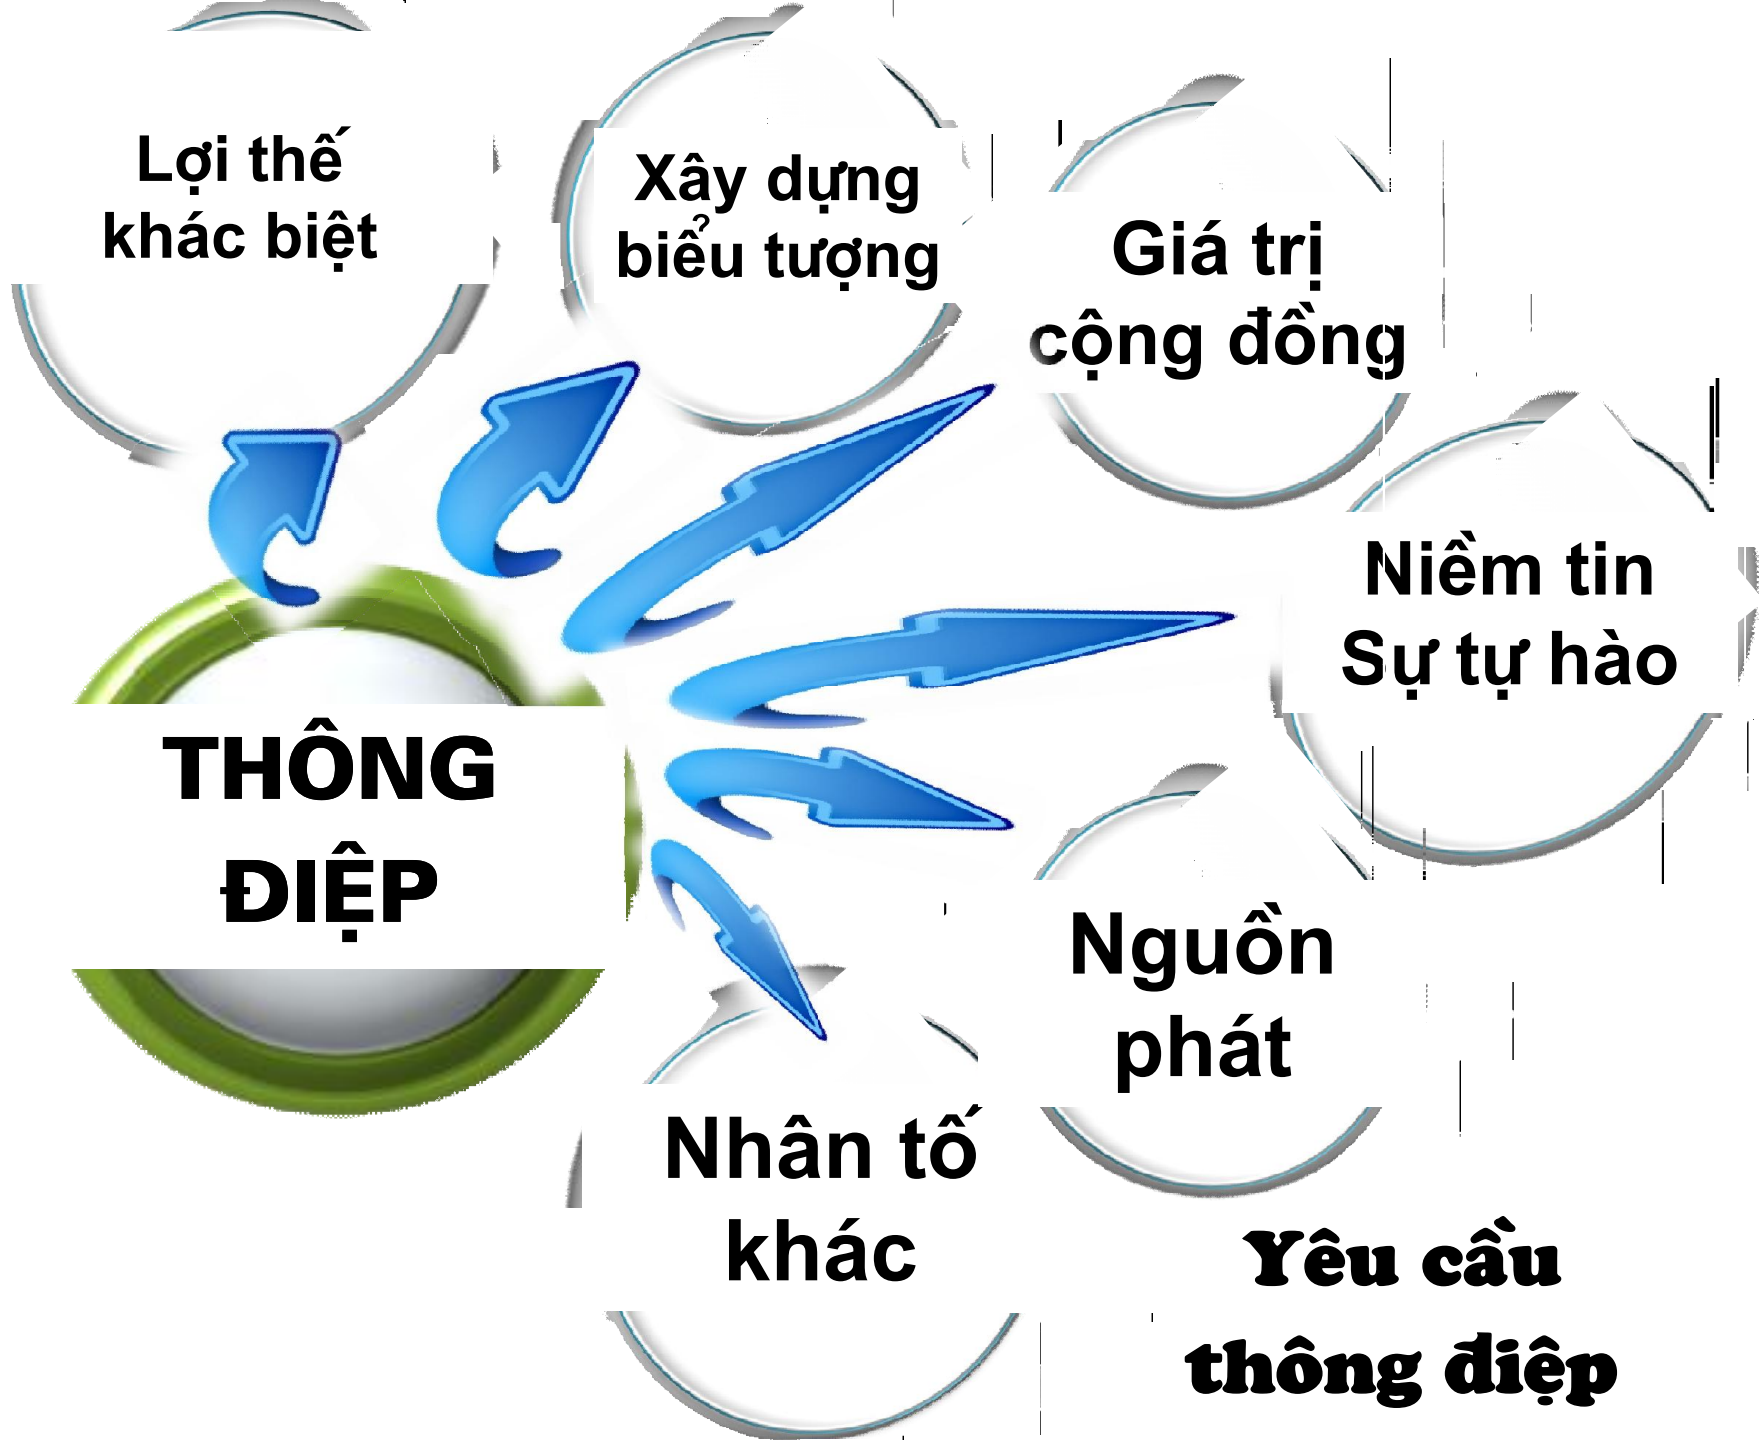 Lợi thế
khác biệt
Xây dựng
biểu tượng
Giá trị
cộng đồng
Niềm tin
Sự tự hào
THÔNG
ĐIỆP
Nguồn
phát
Nhân tố
khác
Yêu cầu
thông điệp